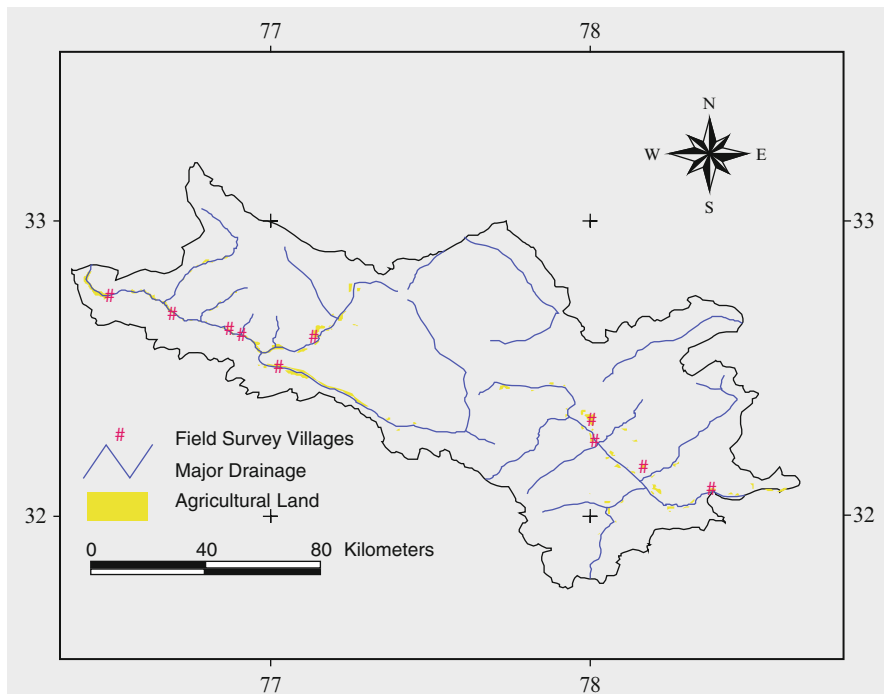 77 78
N
W E
S
33 33
# Field Survey Villages
Major Drainage
Agricultural Land
32 32
0 40 80 Kilometers
77 78